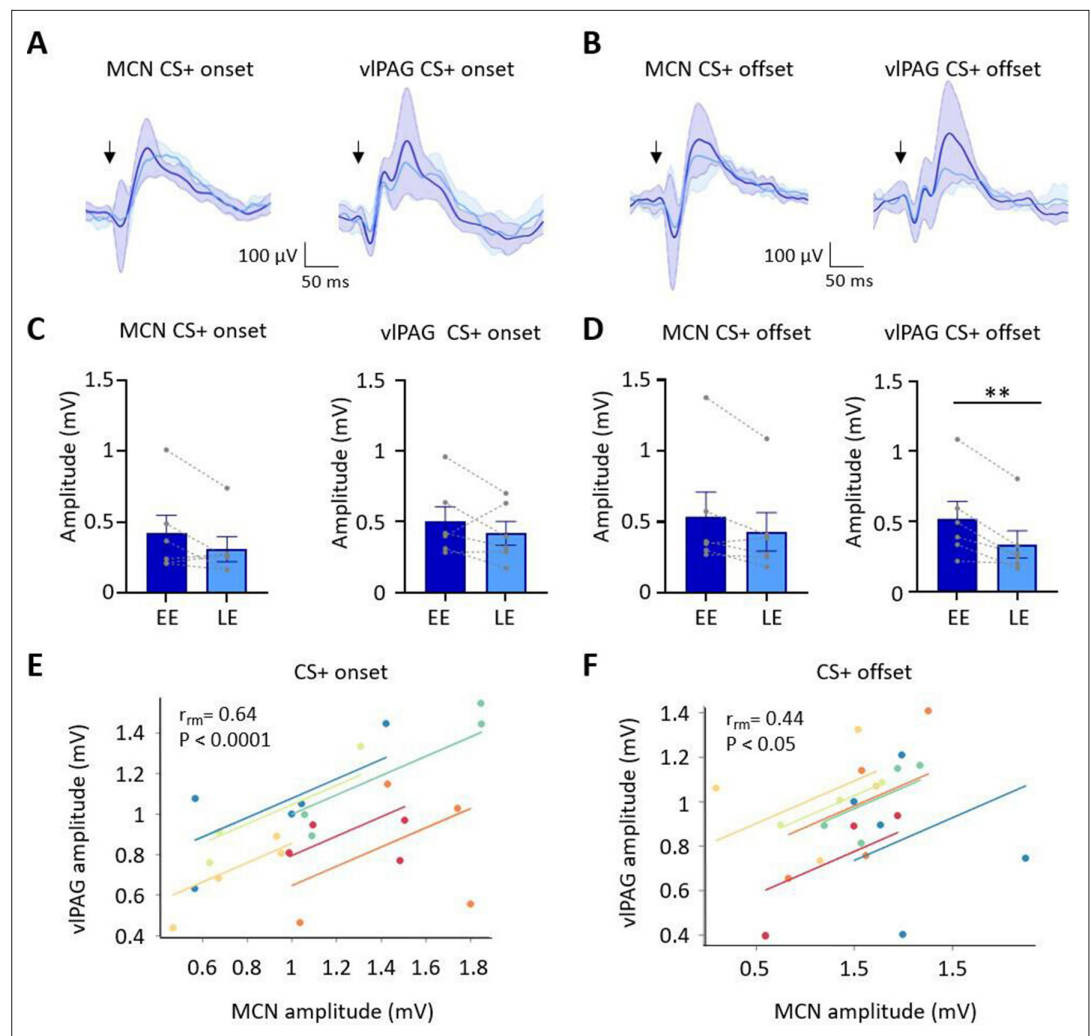 A
B
MCN CS+ onset
vlPAG CS+ onset
MCN CS+ offset
vlPAG CS+ offset
100 µV
50 ms
100 µV
50 ms
C
D
MCN CS+ onset
vlPAG CS+ onset
MCN CS+ offset
vlPAG CS+ offset
Amplitude (mV)
1.5
1
0.5
0
EE
LE
Amplitude (mV)
1.5
1
0.5
0
EE
LE
Amplitude (mV)
1.5
1
0.5
0
EE
LE
Amplitude (mV)
1.5
1
0.5
0
**
EE
LE
E
CS+ onset
rrm= 0.64
P < 0.0001
vlPAG amplitude (mV)
1.4
1.2
1.0
0.8
0.6
0.4
0.6
0.8
1
1.2
1.4
1.6
1.8
MCN amplitude (mV)
F
CS+ offset
rrm= 0.44
P < 0.05
vlPAG amplitude (mV)
1.4
1.2
1
0.8
0.6
0.4
0.5
1.5
1.5
MCN amplitude (mV)